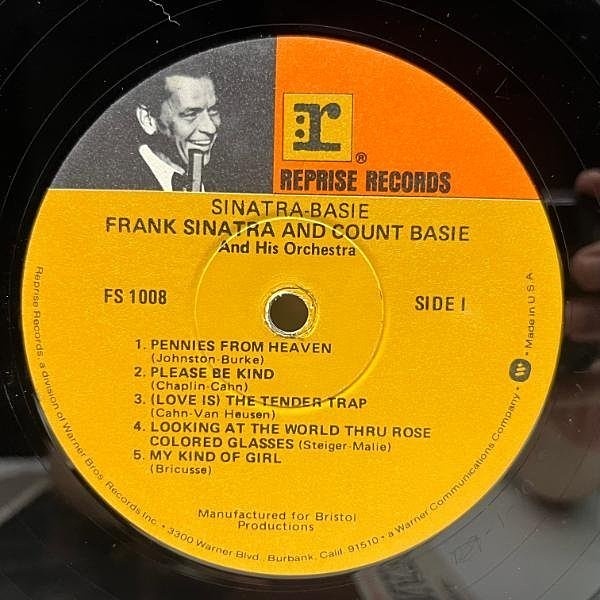 r
®
REPRISE RECORDS
SINATRA-BASIE
FRANK SINATRA AND COUNT BASIE
And His Orchestra
FS 1008
SIDE I
1. PENNIES FROM HEAVEN
(Johnston-Burke)
2. PLEASE BE KIND
(Chaplin-Cahn)
3. (LOVE IS) THE TENDER TRAP
(Cahn-Van Heusen)
4. LOOKING AT THE WORLD THRU ROSE
COLORED GLASSES (Steiger-Malie)
5. MY KIND OF GIRL
(Bricusse)
Manufactured for Bristol
Productions
Reprise Records, a division of Warner Bros. Records Inc. • 3300 Warner Blvd., Burbank, Calif. 91510 • a Warner Communications Company • W • Made in U.S.A.